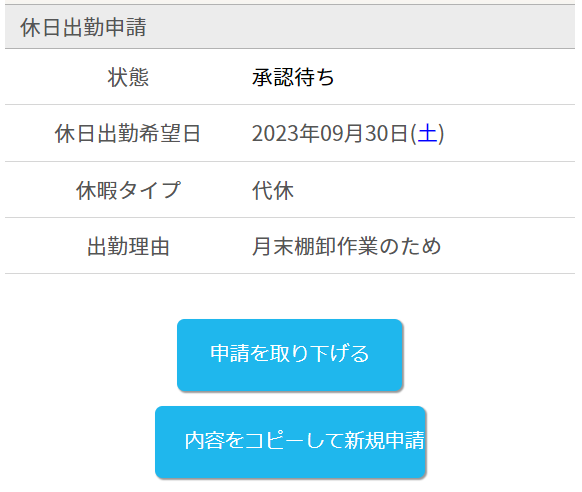 休日出勤申請
状態 承認待ち
休日出勤希望日 2023年09月30日(土)
休暇タイプ 代休
出勤理由 月末棚卸作業のため
申請を取り下げる
内容をコピーして新規申請